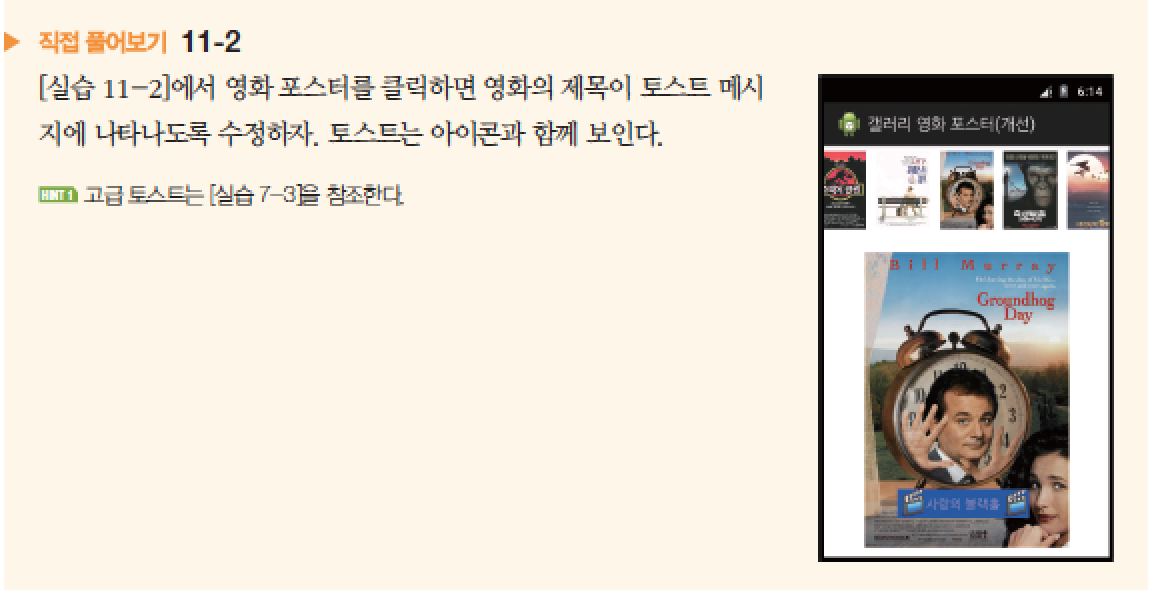 직접 풀어보기 11-2
[실습 11-2]에서 영화 포스터를 클릭하면 영화의 제목이 토스트 메시
지에 나타나도록 수정하자. 토스트는 아이콘과 함께 보인다.
HINT 1 고급 토스트는 [실습 7-3]을 참조한다.
6:14
갤러리 영화 포스터(개선)
Bill Murray
Groundhog
Day
사랑의 블랙홀